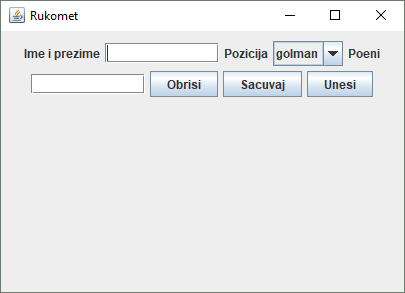 Rukomet
Ime i prezime Pozicija golman Poeni
Obrisi Sacuvaj Unesi